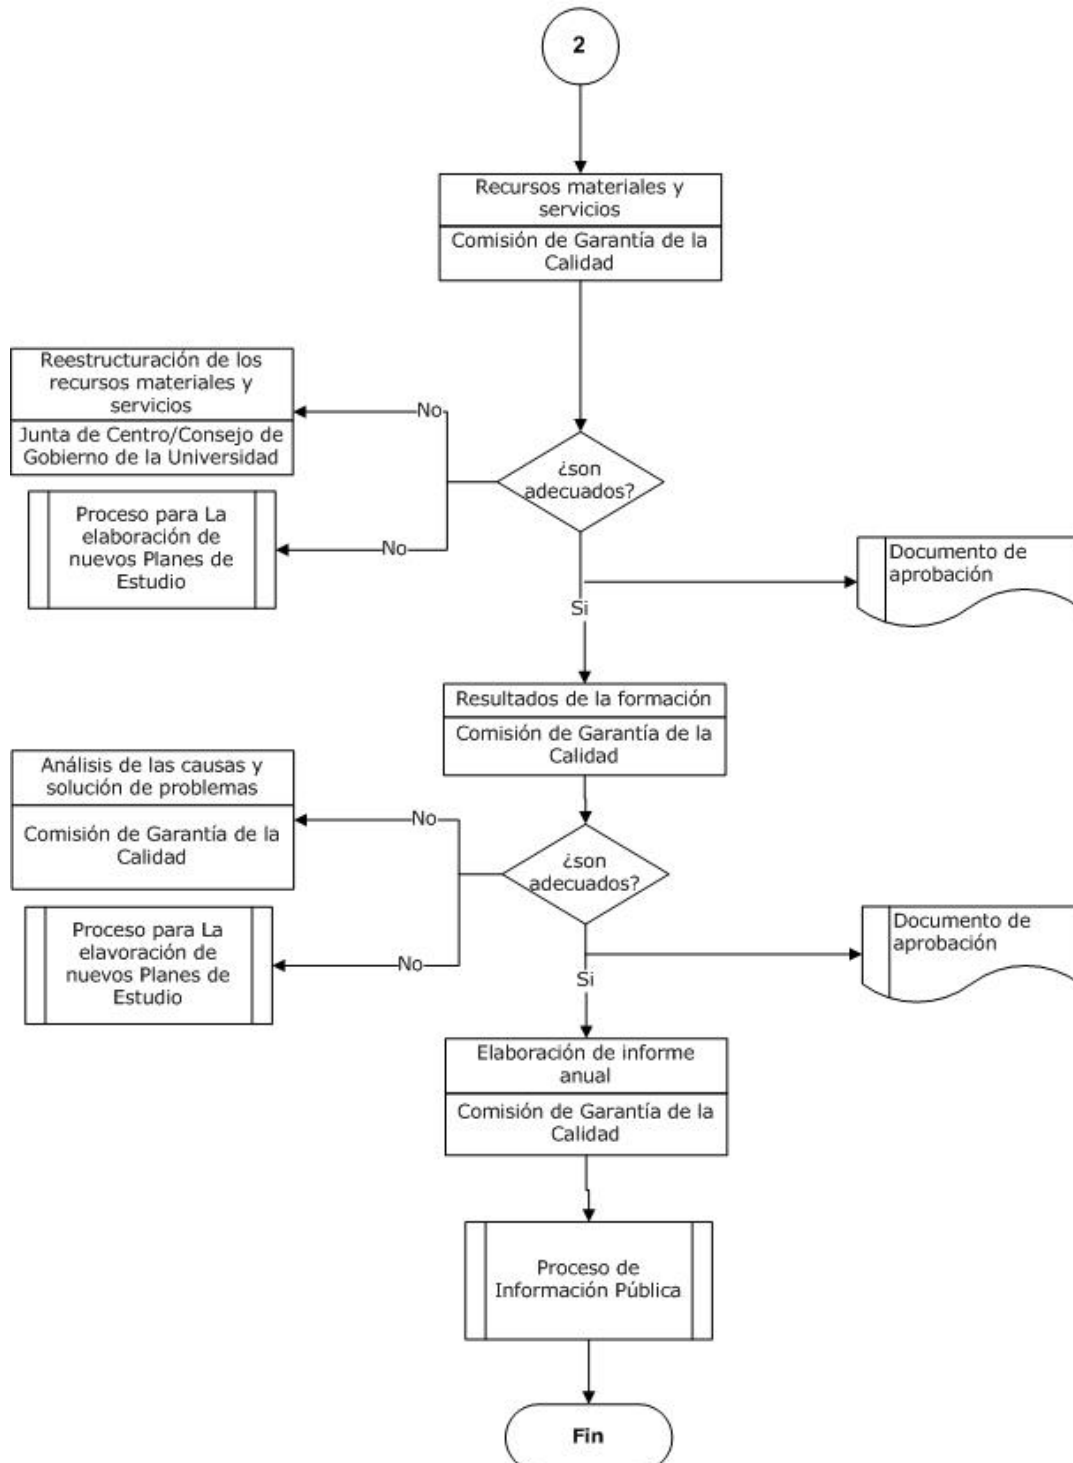 2
Recursos materiales y
servicios
Comisión de Garantía de la
Calidad
Reestructuración de los
recursos materiales y
servicios
Junta de Centro/Consejo de
Gobierno de la Universidad
No
¿son
adecuados?
Proceso para La
elaboración de
nuevos Planes de
Estudio
No
Documento de
aprobación
Si
Resultados de la formación
Comisión de Garantía de la
Calidad
Análisis de las causas y
solución de problemas
Comisión de Garantía de la
Calidad
No
¿son
adecuados?
Proceso para La
elavoración de
nuevos Planes de
Estudio
No
Documento de
aprobación
Si
Elaboración de informe
anual
Comisión de Garantía de la
Calidad
Proceso de
Información Pública
Fin